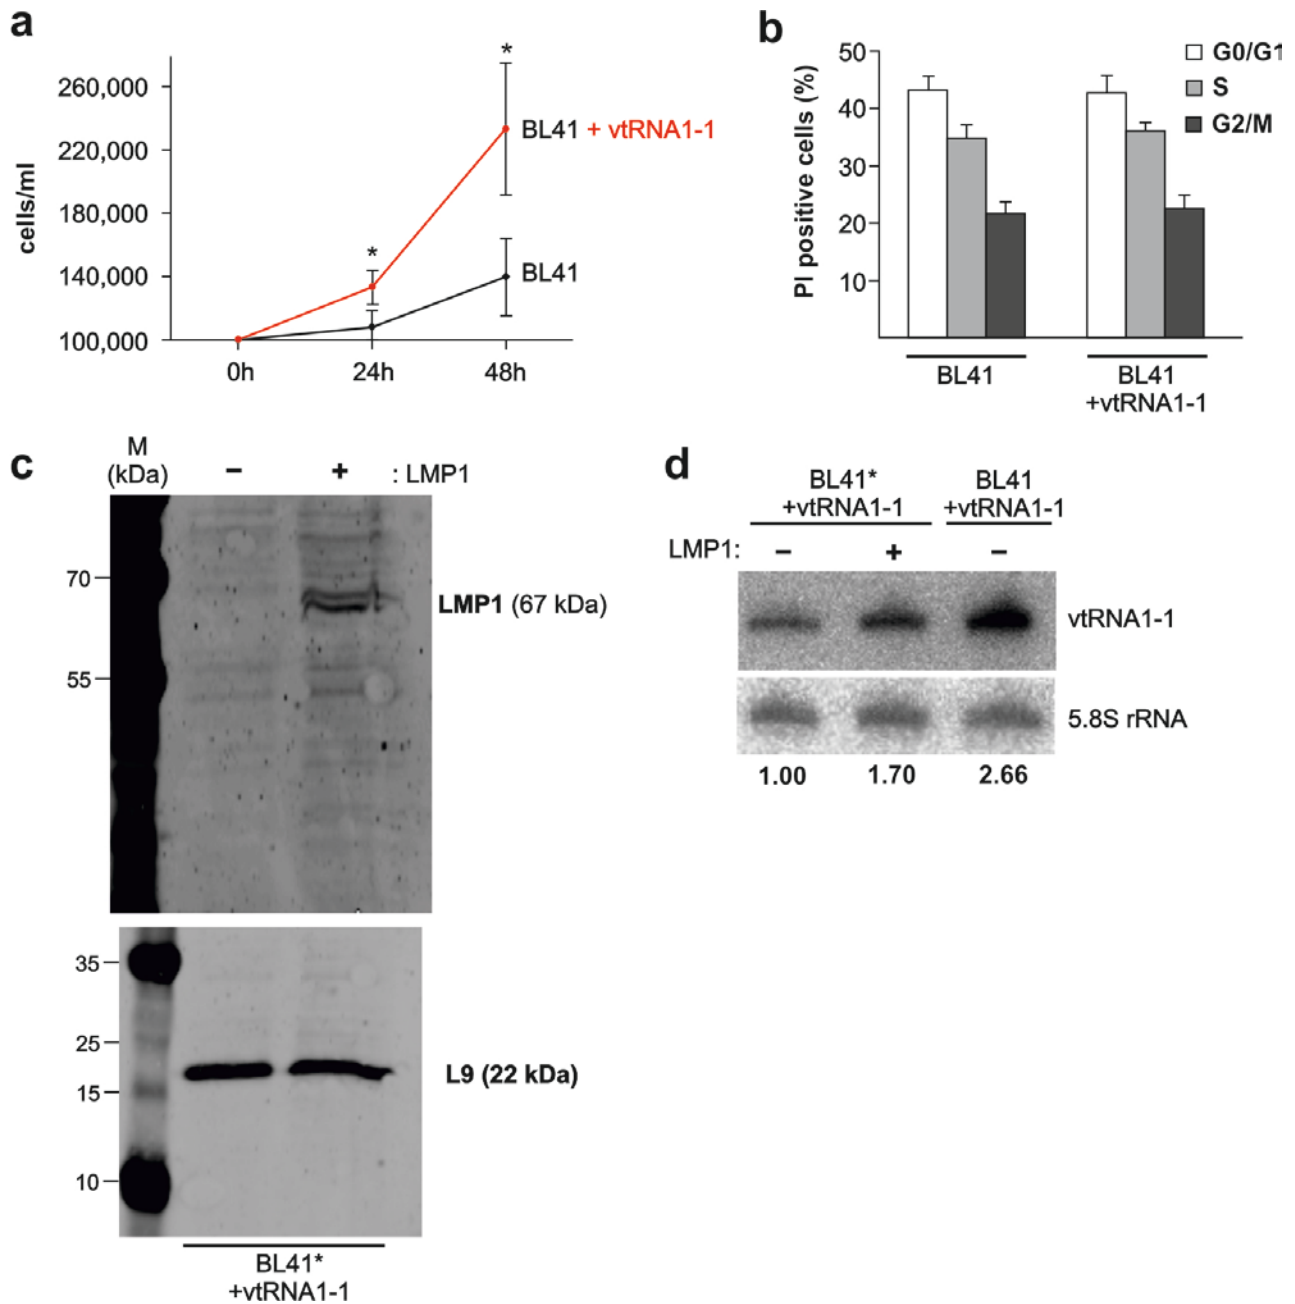 a
260,000
220,000
180,000
140,000
100,000
cells/ml
*
*
BL41 + vtRNA1-1
BL41
0h
24h
48h
b
50
40
30
20
10
PI positive cells (%)
G0/G1
S
G2/M
BL41
BL41
+vtRNA1-1
c
M
(kDa)
– + : LMP1
70
55
LMP1 (67 kDa)
35
25
15
10
L9 (22 kDa)
BL41*
+vtRNA1-1
d
BL41*
+vtRNA1-1
BL41
+vtRNA1-1
LMP1: – + –
vtRNA1-1
5.8S rRNA
1.00 1.70 2.66